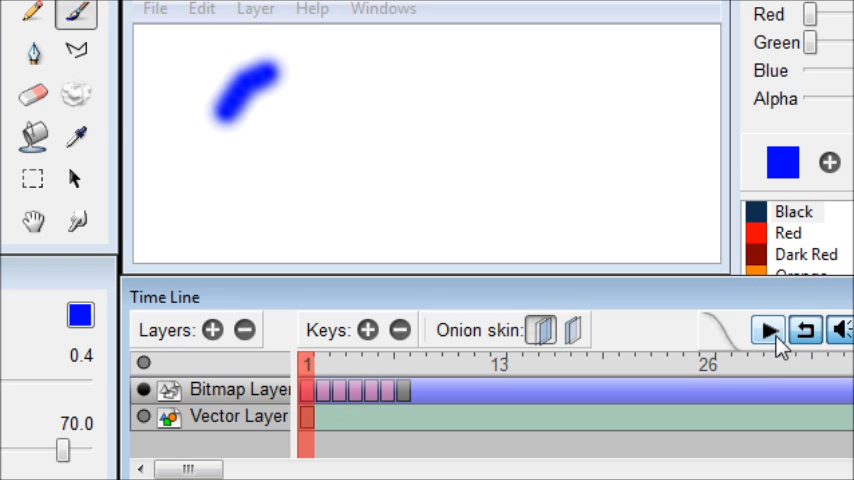 File Edit Layer Help Windows
Red
Green
Blue
Alpha
Black
Red
Dark Red
Orange
Time Line
Layers: Keys: Onion skin:
0.4
1 13 26
Bitmap Layer
Vector Layer
70.0